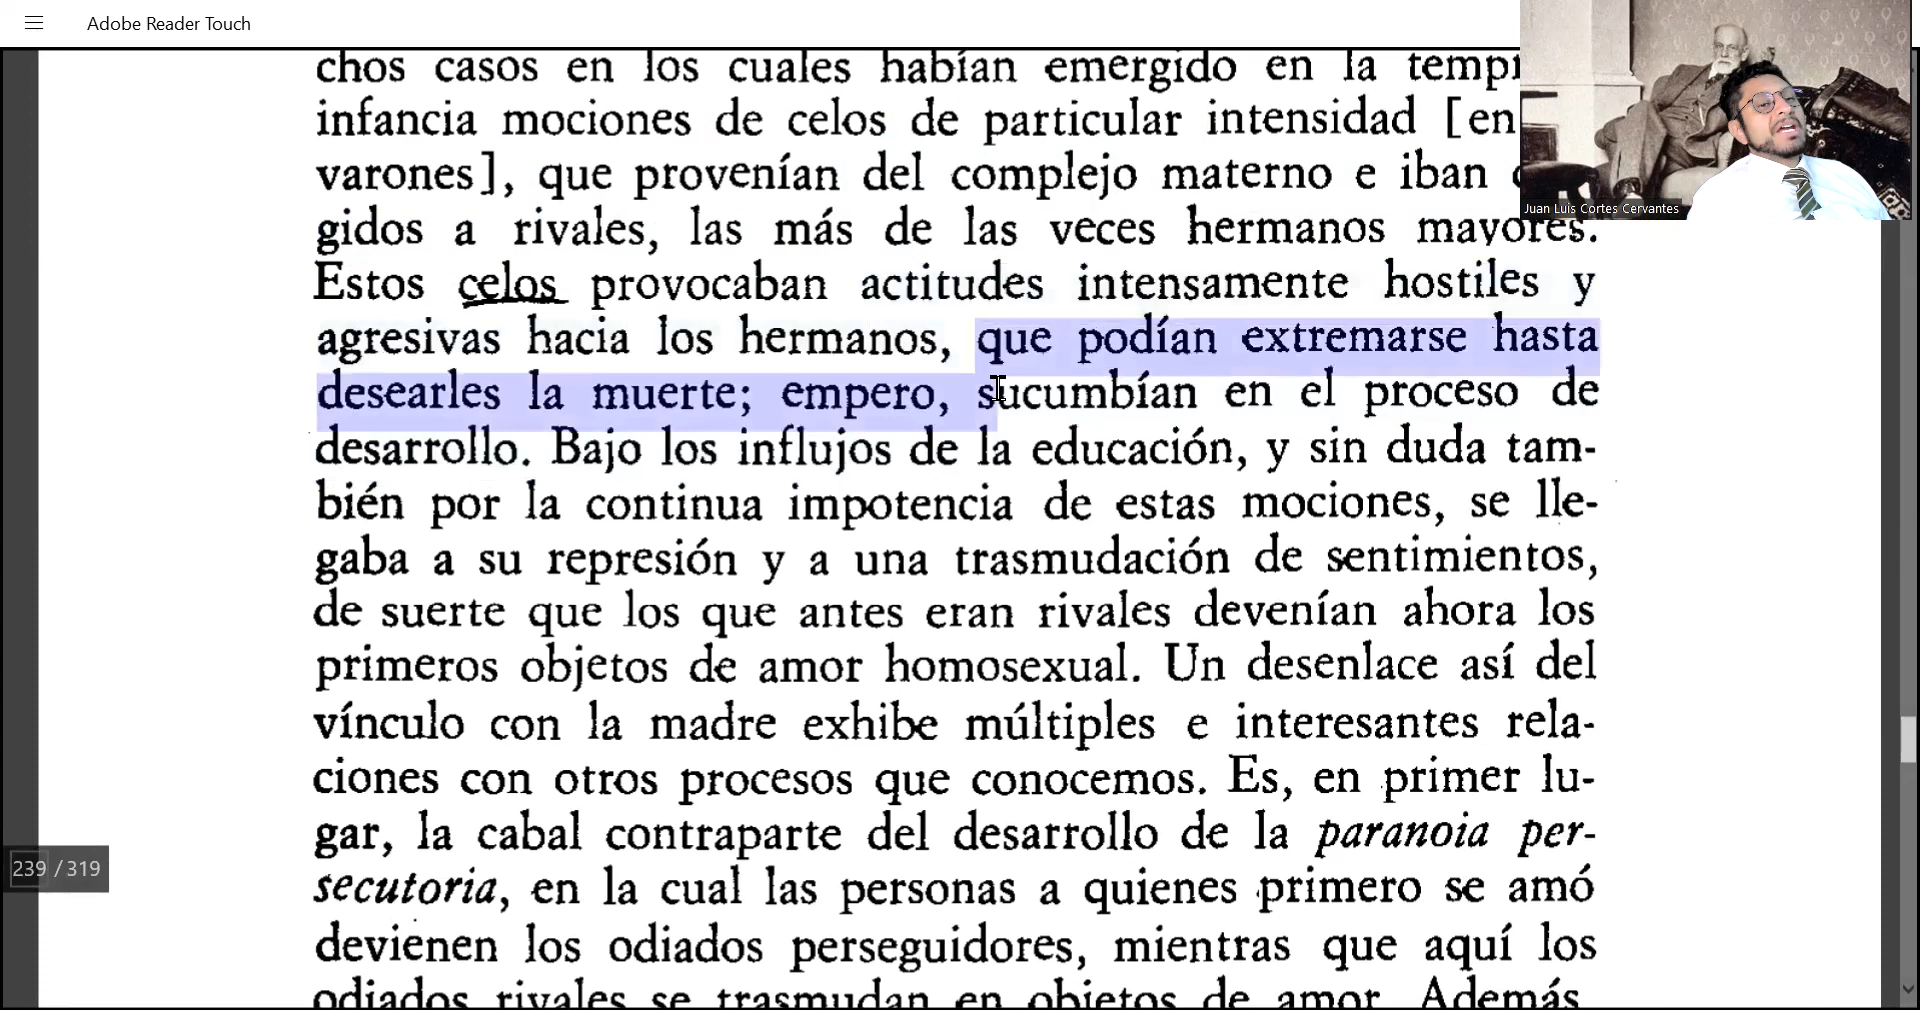 Adobe Reader Touch
chos casos en los cuales habían emergido en la
infancia mociones de celos de particular intensidad [en
varones], que provenían del complejo materno e iban
gidos a rivales, las más de las veces hermanos mayores.
Juan Luis Cortes Cervantes
Estos celos provocaban actitudes intensamente hostiles y
agresivas hacia los hermanos, que podían extremarse hasta
desearles la muerte; empero, sucumbían en el proceso de
desarrollo. Bajo los influjos de la educación, y sin duda tam-
bién por la continua impotencia de estas mociones, se lle-
gaba a su represión y a una trasmudación de sentimientos,
de suerte que los que antes eran rivales devenían ahora los
primeros objetos de amor homosexual. Un desenlace así del
vínculo con la madre exhibe múltiples e interesantes rela-
ciones con otros procesos que conocemos. Es, en primer lu-
gar, la cabal contraparte del desarrollo de la paranoia per-
secutoria, en la cual las personas a quienes primero se amó
devienen los odiados perseguidores, mientras que aquí los
odiados rivales se trasmudan en objetos de amor. Además,
239 / 319